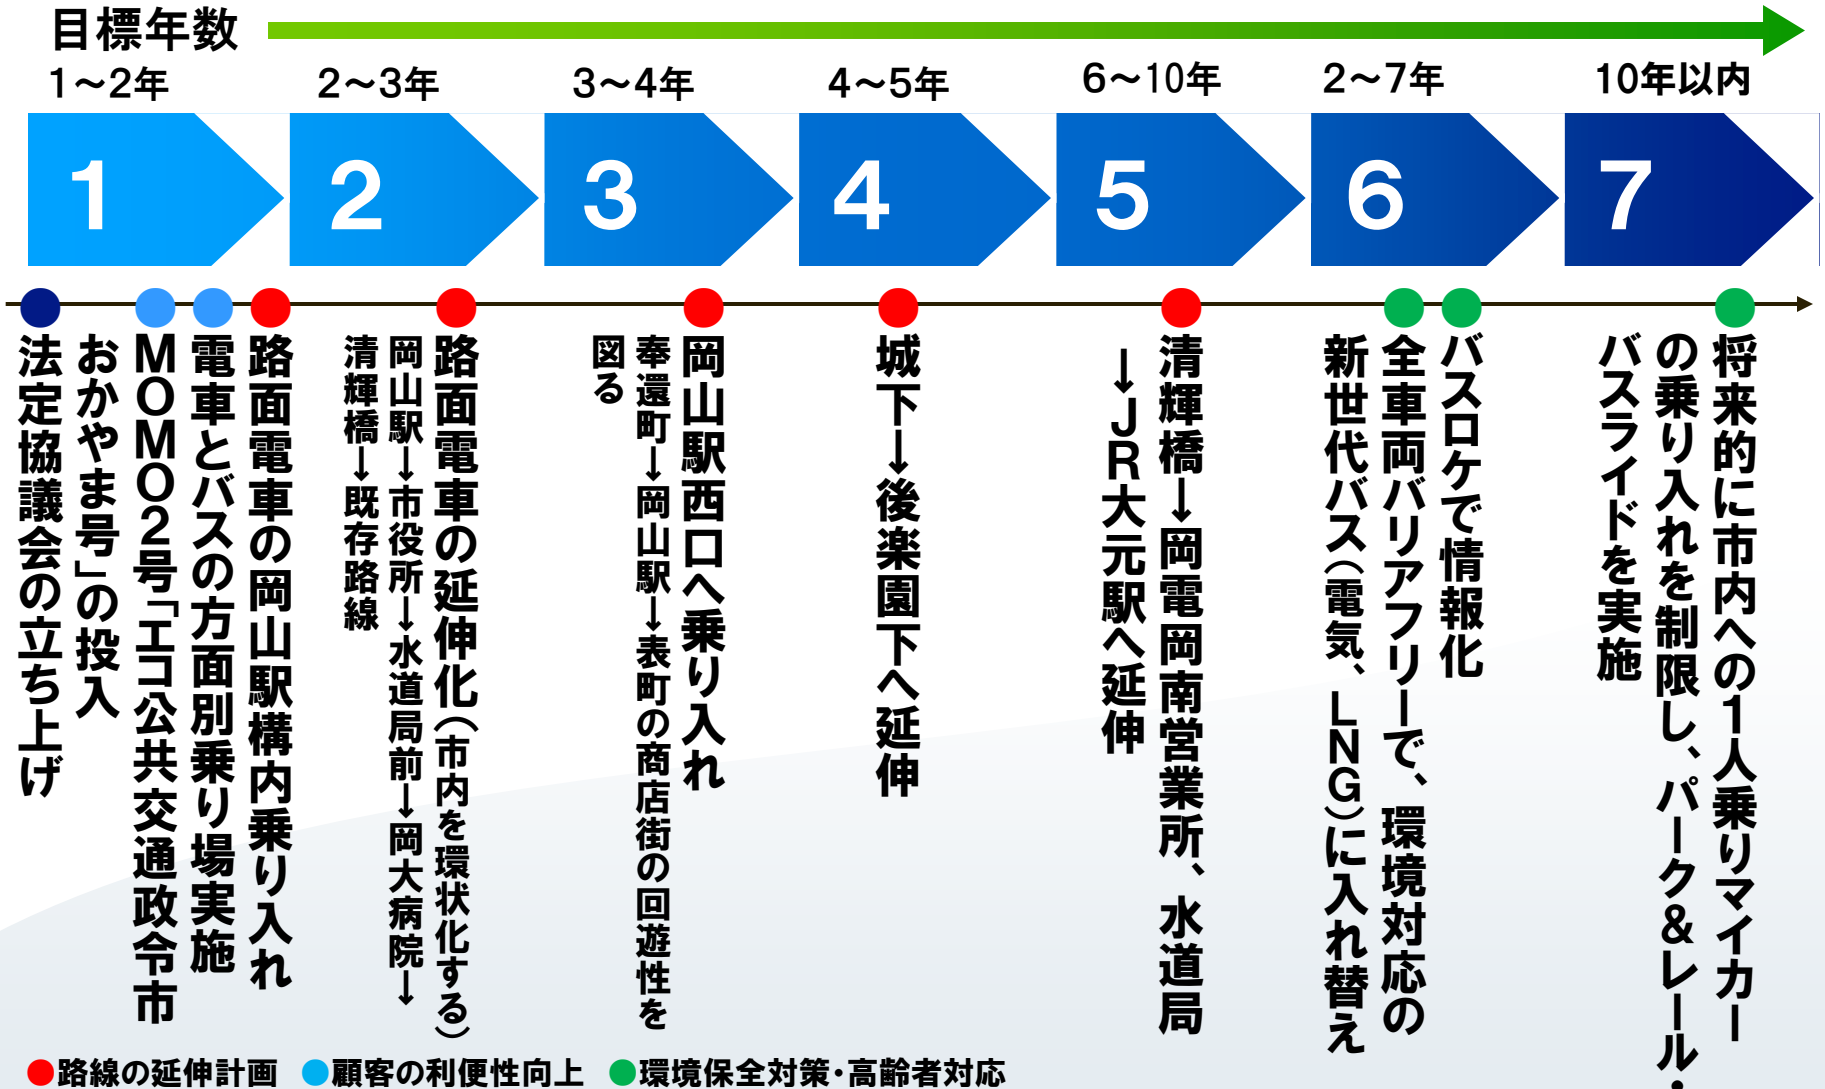 目標年数
1～2年
2～3年
3～4年
4～5年
6～10年
2～7年
10年以内
1
2
3
4
5
6
7
法定協議会の立ち上げ
MOMO2号「エコ公共交通政令市
おかやま号」の投入
電車とバスの方面別乗り場実施
路面電車の岡山駅構内乗り入れ
路面電車の延伸化（市内を環状化する）
岡山駅→市役所→水道局前→岡大病院→
清輝橋→既存路線
岡山駅西口へ乗り入れ
奉還町→岡山駅→表町の商店街の回遊性を
図る
城下→後楽園下へ延伸
清輝橋→岡電岡南営業所、水道局
→JR大元駅へ延伸
バスロケで情報化
全車両バリアフリーで、環境対応の
新世代バス（電気、LNG）に入れ替え
将来的に市内への1人乗りマイカー
の乗り入れを制限し、パーク&レール・
バスライドを実施
●路線の延伸計画 ●顧客の利便性向上 ●環境保全対策・高齢者対応